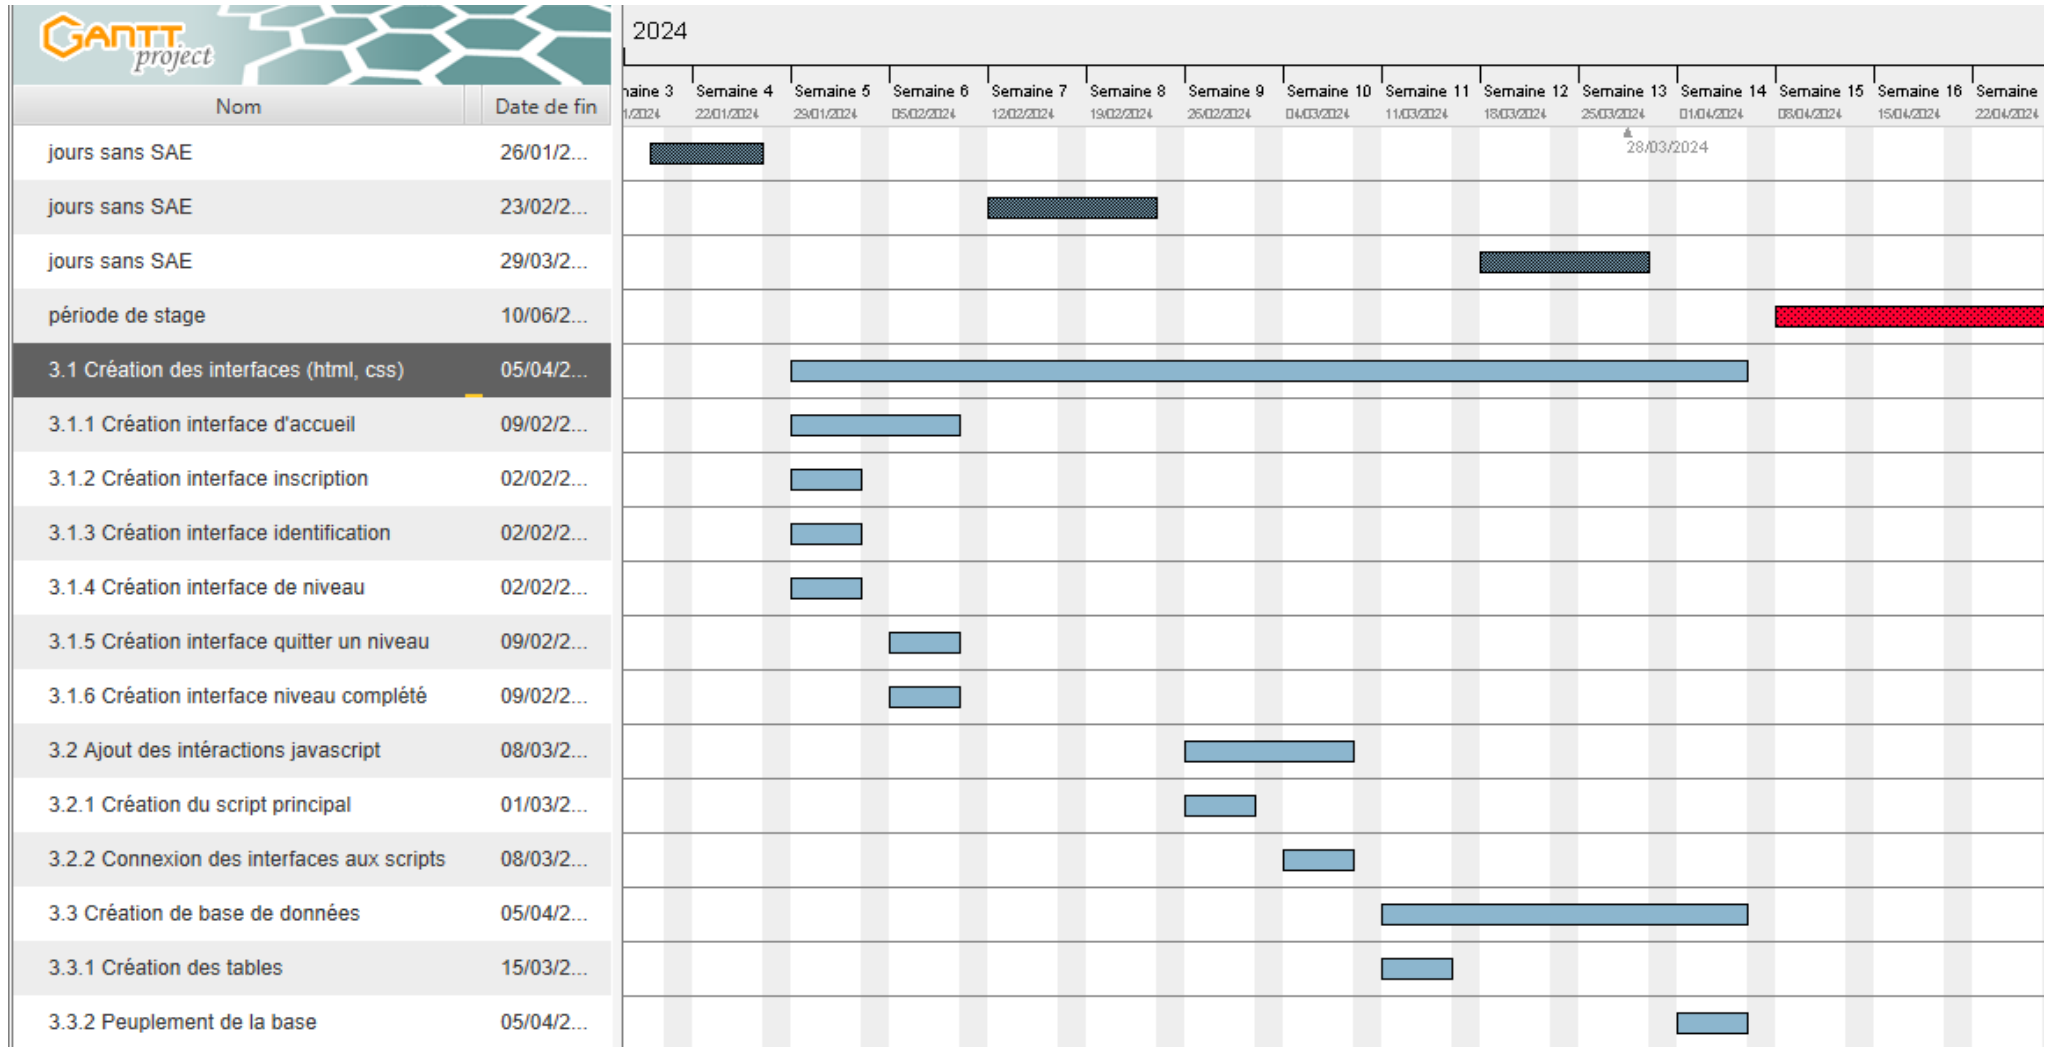 GANTT
project
2024
naine 3 Semaine 4 Semaine 5 Semaine 6 Semaine 7 Semaine 8 Semaine 9 Semaine 10 Semaine 11 Semaine 12 Semaine 13 Semaine 14 Semaine 15 Semaine 16 Semaine
Nom Date de fin
1/2024 22/01/2024 29/01/2024 05/02/2024 12/02/2024 19/02/2024 26/02/2024 04/03/2024 11/03/2024 18/03/2024 25/03/2024 01/04/2024 08/04/2024 15/04/2024 22/04/2024
28/03/2024
jours sans SAE 26/01/2...
jours sans SAE 23/02/2...
jours sans SAE 29/03/2...
période de stage 10/06/2...
3.1 Création des interfaces (html, css) 05/04/2...
3.1.1 Création interface d'accueil 09/02/2...
3.1.2 Création interface inscription 02/02/2...
3.1.3 Création interface identification 02/02/2...
3.1.4 Création interface de niveau 02/02/2...
3.1.5 Création interface quitter un niveau 09/02/2...
3.1.6 Création interface niveau complété 09/02/2...
3.2 Ajout des intéractions javascript 08/03/2...
3.2.1 Création du script principal 01/03/2...
3.2.2 Connexion des interfaces aux scripts 08/03/2...
3.3 Création de base de données 05/04/2...
3.3.1 Création des tables 15/03/2...
3.3.2 Peuplement de la base 05/04/2...